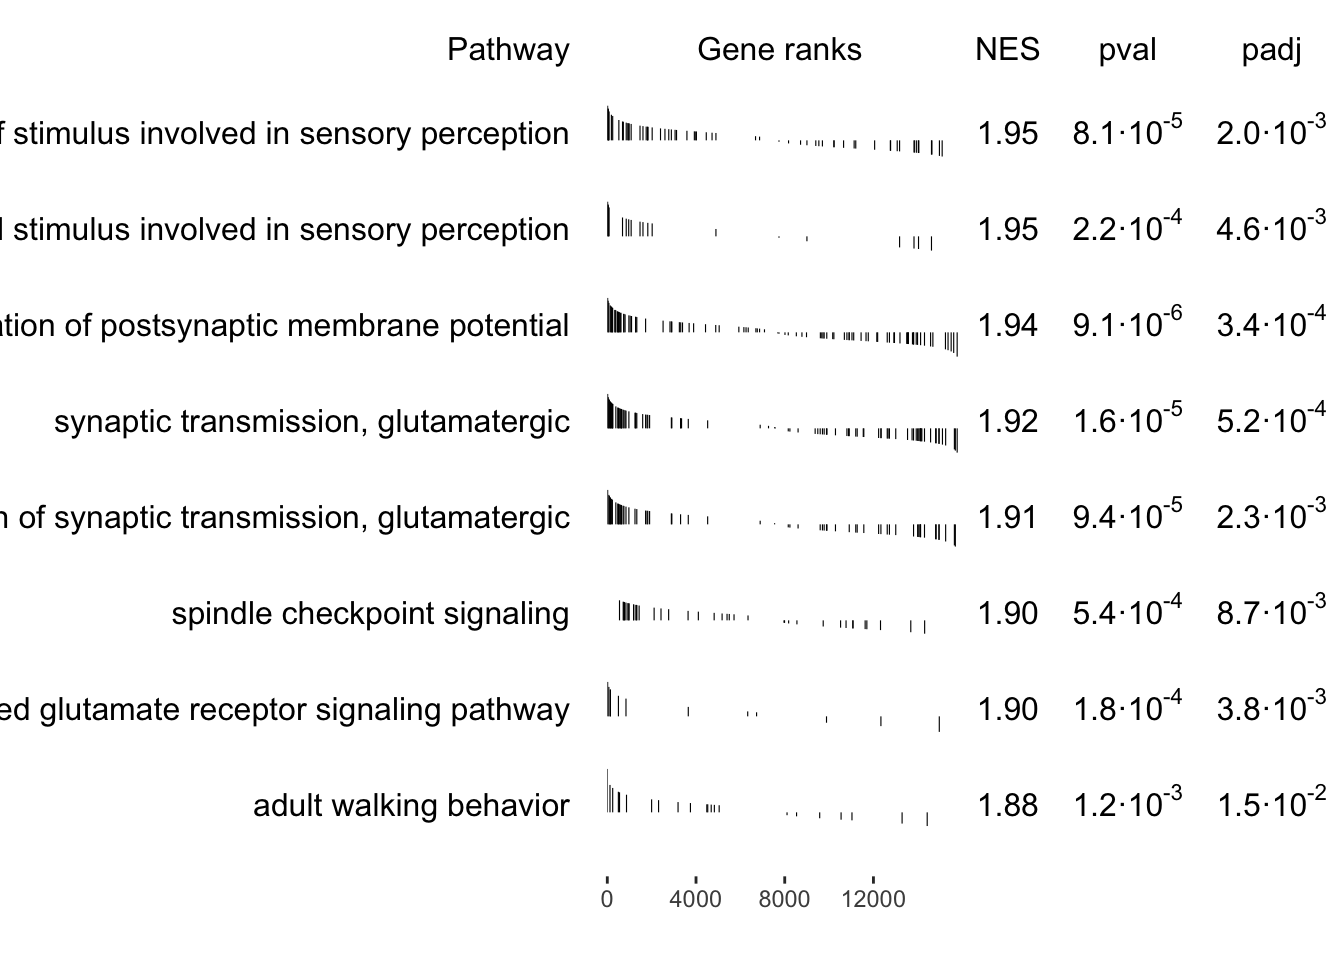 Pathway Gene ranks NES pval padj
stimulus involved in sensory perception 1.95 8.1·10⁻⁵ 2.0·10⁻³
stimulus involved in sensory perception 1.95 2.2·10⁻⁴ 4.6·10⁻³
of postsynaptic membrane potential 1.94 9.1·10⁻⁶ 3.4·10⁻⁴
synaptic transmission, glutamatergic 1.92 1.6·10⁻⁵ 5.2·10⁻⁴
of synaptic transmission, glutamatergic 1.91 9.4·10⁻⁵ 2.3·10⁻³
spindle checkpoint signaling 1.90 5.4·10⁻⁴ 8.7·10⁻³
glutamate receptor signaling pathway 1.90 1.8·10⁻⁴ 3.8·10⁻³
adult walking behavior 1.88 1.2·10⁻³ 1.5·10⁻²
0 4000 8000 12000